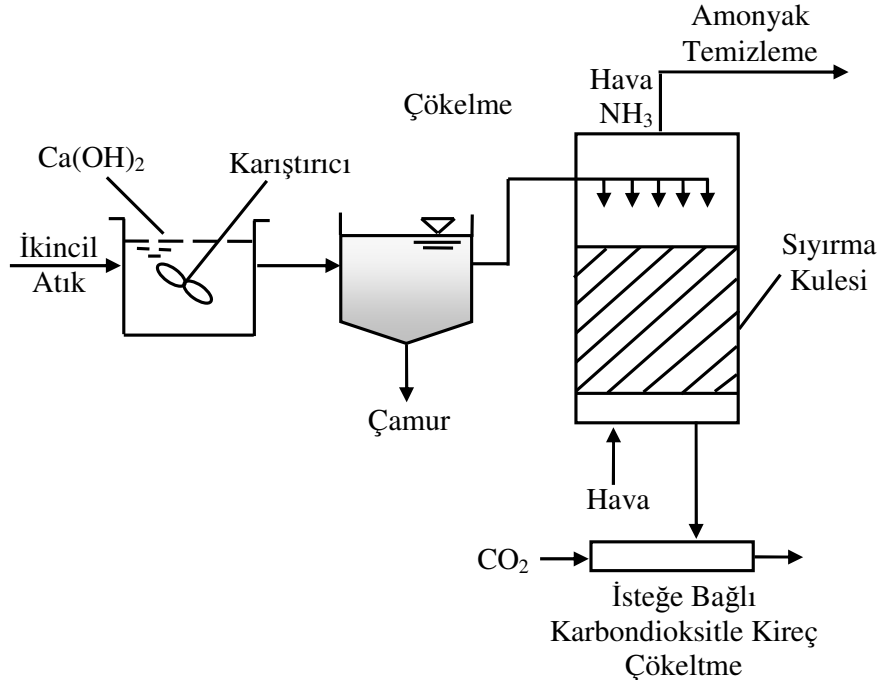 Amonyak
Temizleme
Hava
NH₃
Çökelme
Ca(OH)₂
Karıştırıcı
İkincil
Atık
Sıyırma
Kulesi
Çamur
Hava
CO₂
İsteğe Bağlı
Karbondioksitle Kireç
Çökeltme